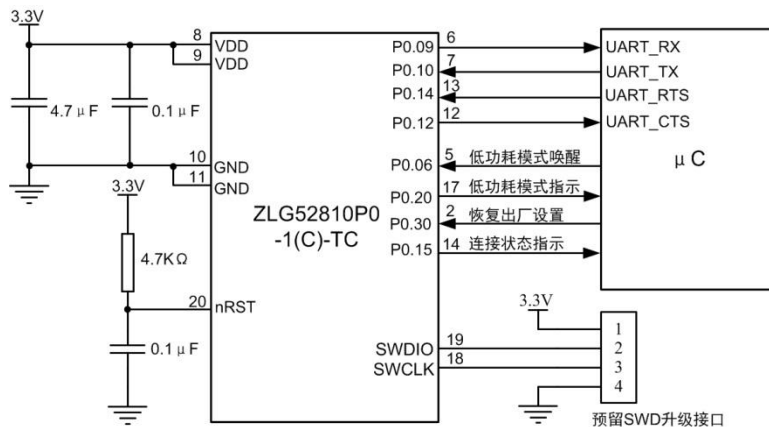 3.3V
8
VDD
9
VDD
4.7μF
0.1μF
10
GND
11
GND
3.3V
4.7KΩ
20
nRST
0.1μF
ZLG52810P0
-1(C)-TC
P0.09
6
UART_RX
P0.10
7
UART_TX
P0.14
13
UART_RTS
P0.12
12
UART_CTS
μC
P0.06
5
低功耗模式唤醒
P0.20
17
低功耗模式指示
P0.30
2
恢复出厂设置
P0.15
14
连接状态指示
3.3V
1
SWDIO
19
2
SWCLK
18
3
4
预留SWD升级接口